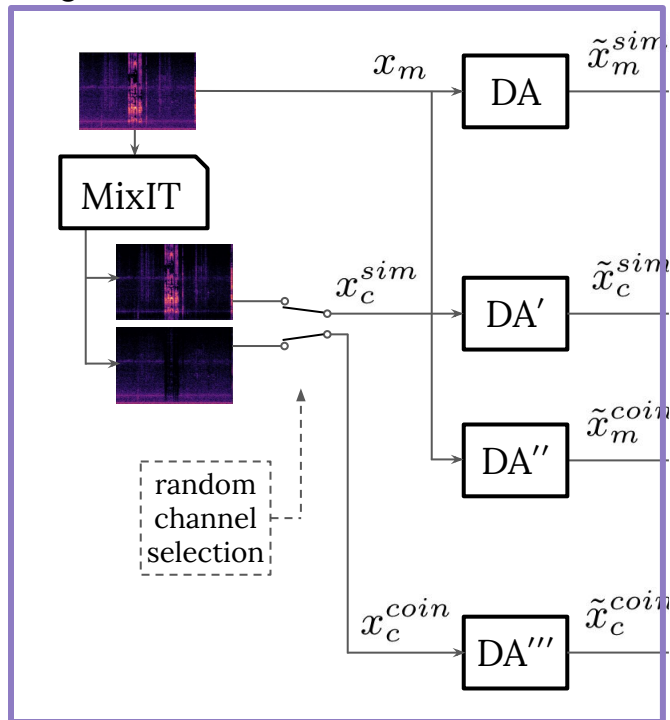 x_m
DA
x̃_m^{sim}
MixIT
x_c^{sim}
DA'
x̃_c^{sim}
DA''
x̃_m^{coin}
random
channel
selection
x_c^{coin}
DA'''
x̃_c^{coin}